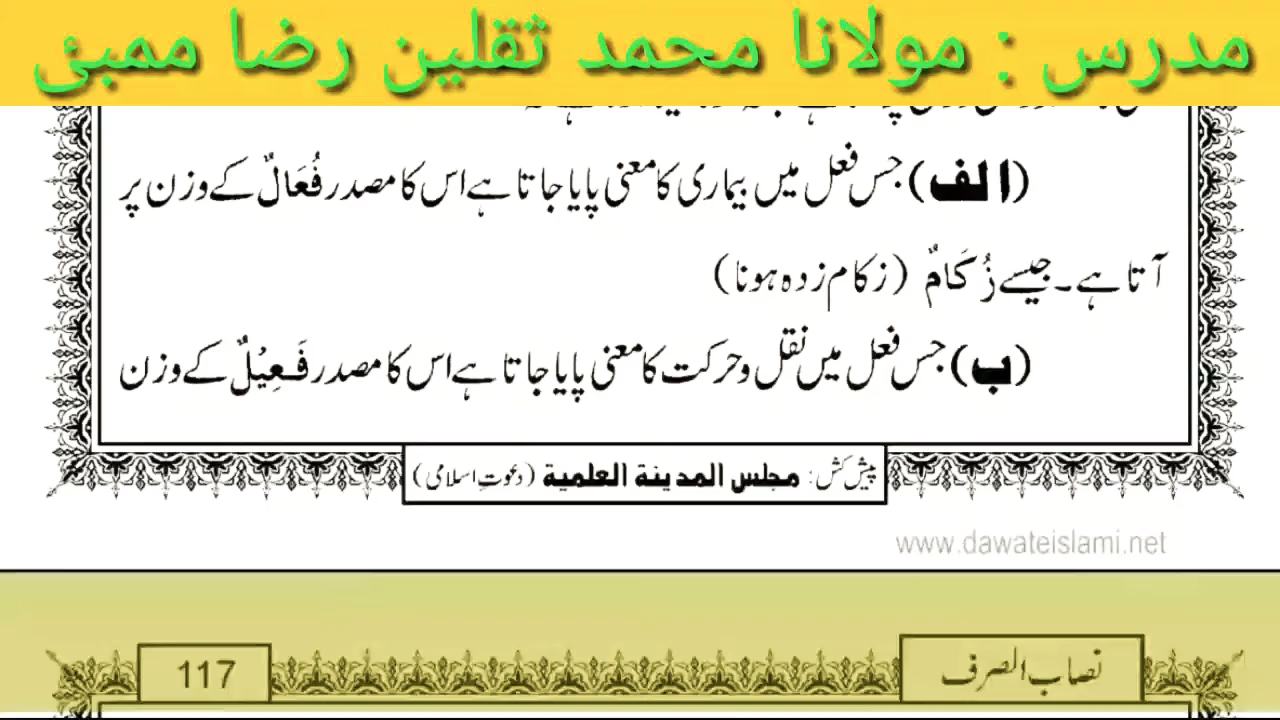 مدرس : مولانا محمد ثقلین رضا ممبئ
(الف) جس فعل میں بیماری کا معنی پایا جاتا ہے اس کا مصدر فُعَالٌ کے وزن پر
آتا ہے۔ جیسے زُكَامٌ (زکام زدہ ہونا)
(ب) جس فعل میں نقل وحرکت کا معنی پایا جاتا ہے اس کا مصدر فَعِيْلٌ کے وزن
پیش کش: مجلس المدينة العلمية (دعوتِ اسلامی)
www.dawateislami.net
نصاب الصرف
117